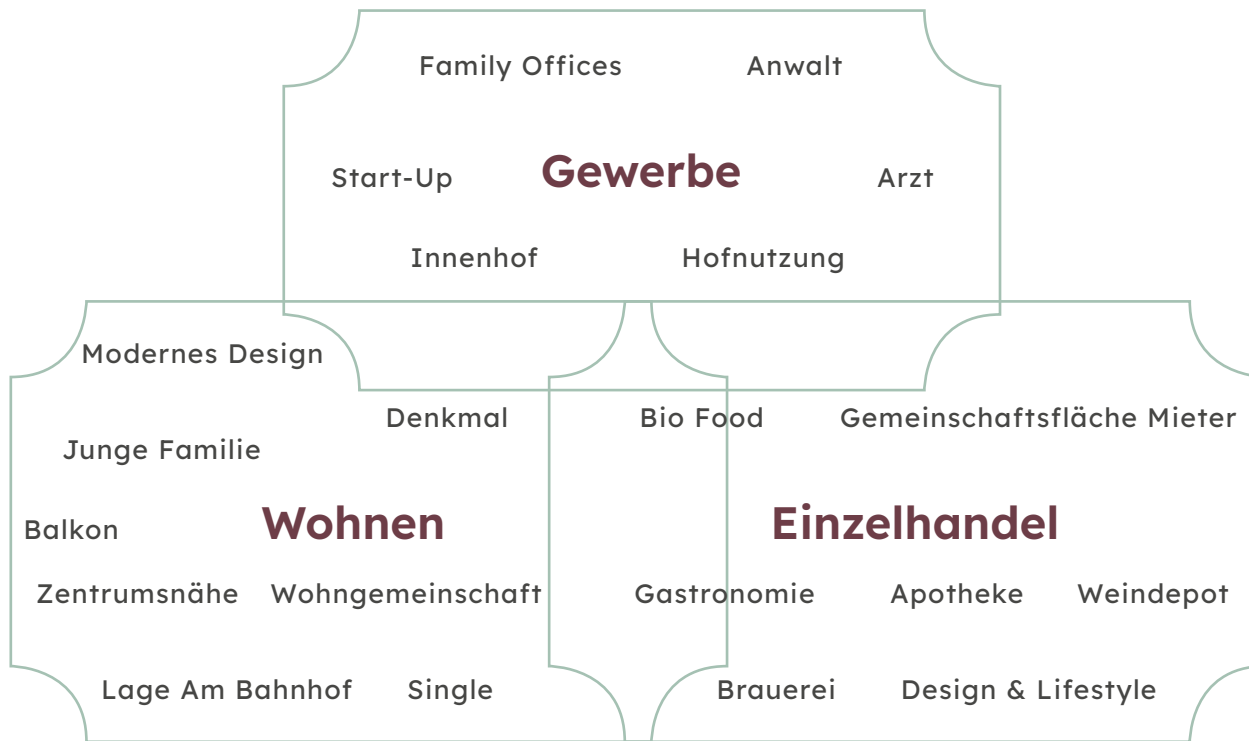 Family Offices Anwalt
Start-Up Gewerbe Arzt
Innenhof Hofnutzung
Modernes Design
Denkmal Bio Food Gemeinschaftsfläche Mieter
Junge Familie
Balkon Wohnen Einzelhandel
Zentrumsnähe Wohngemeinschaft Gastronomie Apotheke Weindepot
Lage Am Bahnhof Single Brauerei Design & Lifestyle